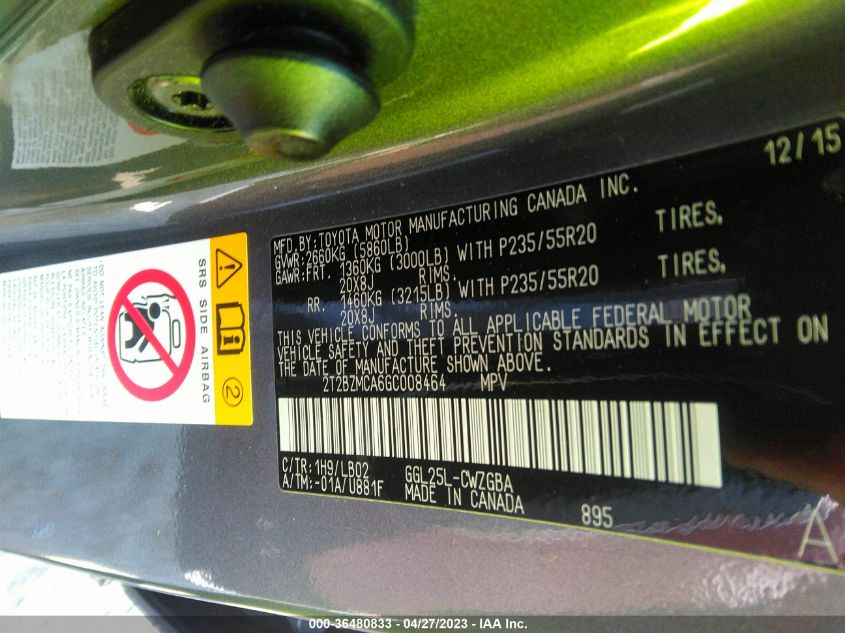 12/15
MFD.BY:TOYOTA MOTOR MANUFACTURING CANADA INC.
GVWR:2660KG (5860LB)
GAWR:FRT. 1360KG (3000LB) WITH P235/55R20 TIRES,
20X8J RIMS.
RR. 1460KG (3215LB) WITH P235/55R20 TIRES,
20X8J RIMS.
THIS VEHICLE CONFORMS TO ALL APPLICABLE FEDERAL MOTOR
VEHICLE SAFETY AND THEFT PREVENTION STANDARDS IN EFFECT ON
THE DATE OF MANUFACTURE SHOWN ABOVE.
2T2BZMCA6GC008464 MPV
C/TR:1H9/LB02 GGL25L-CWZGBA
A/TM:-01A/U881F MADE IN CANADA
895
A
SRS SIDE AIRBAG
2
000-36480833 - 04/27/2023 - IAA Inc.